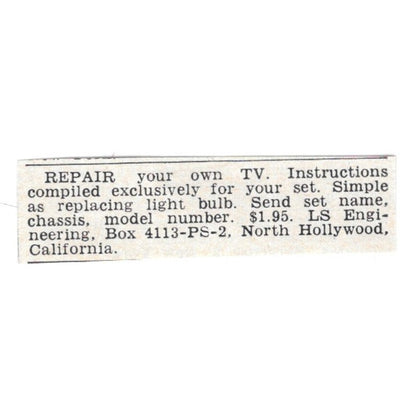 REPAIR your own TV. Instructions
compiled exclusively for your set. Simple
as replacing light bulb. Send set name,
chassis, model number. $1.95. LS Engi-
neering, Box 4113-PS-2, North Hollywood,
California.